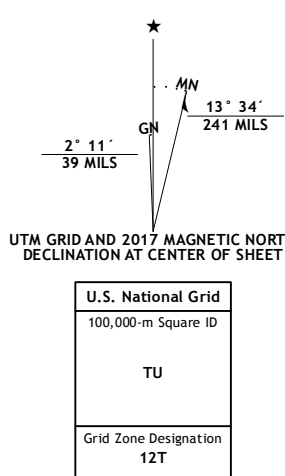 ★
MN
GN
13° 34´
241 MILS
2° 11´
39 MILS
UTM GRID AND 2017 MAGNETIC NORT
DECLINATION AT CENTER OF SHEET
U.S. National Grid
100,000-m Square ID
TU
Grid Zone Designation
12T